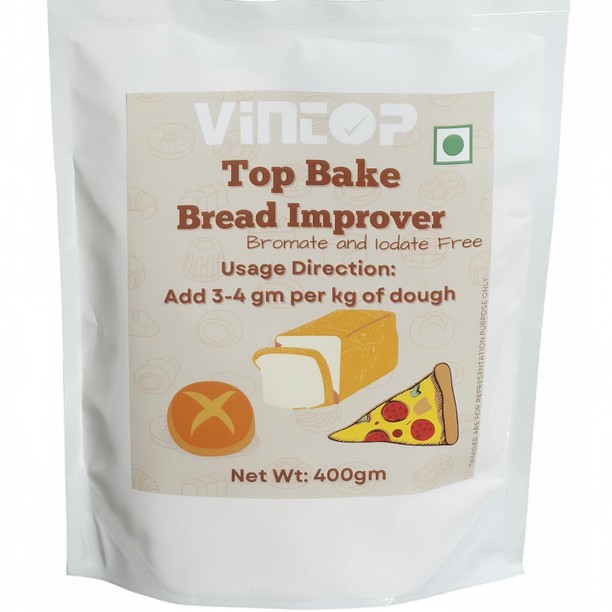 VINTOP
Top Bake
Bread Improver
Bromate and Iodate Free
Usage Direction:
Add 3-4 gm per kg of dough
*IMAGES ARE FOR REPRESENTATION PURPOSE ONLY
Net Wt: 400gm